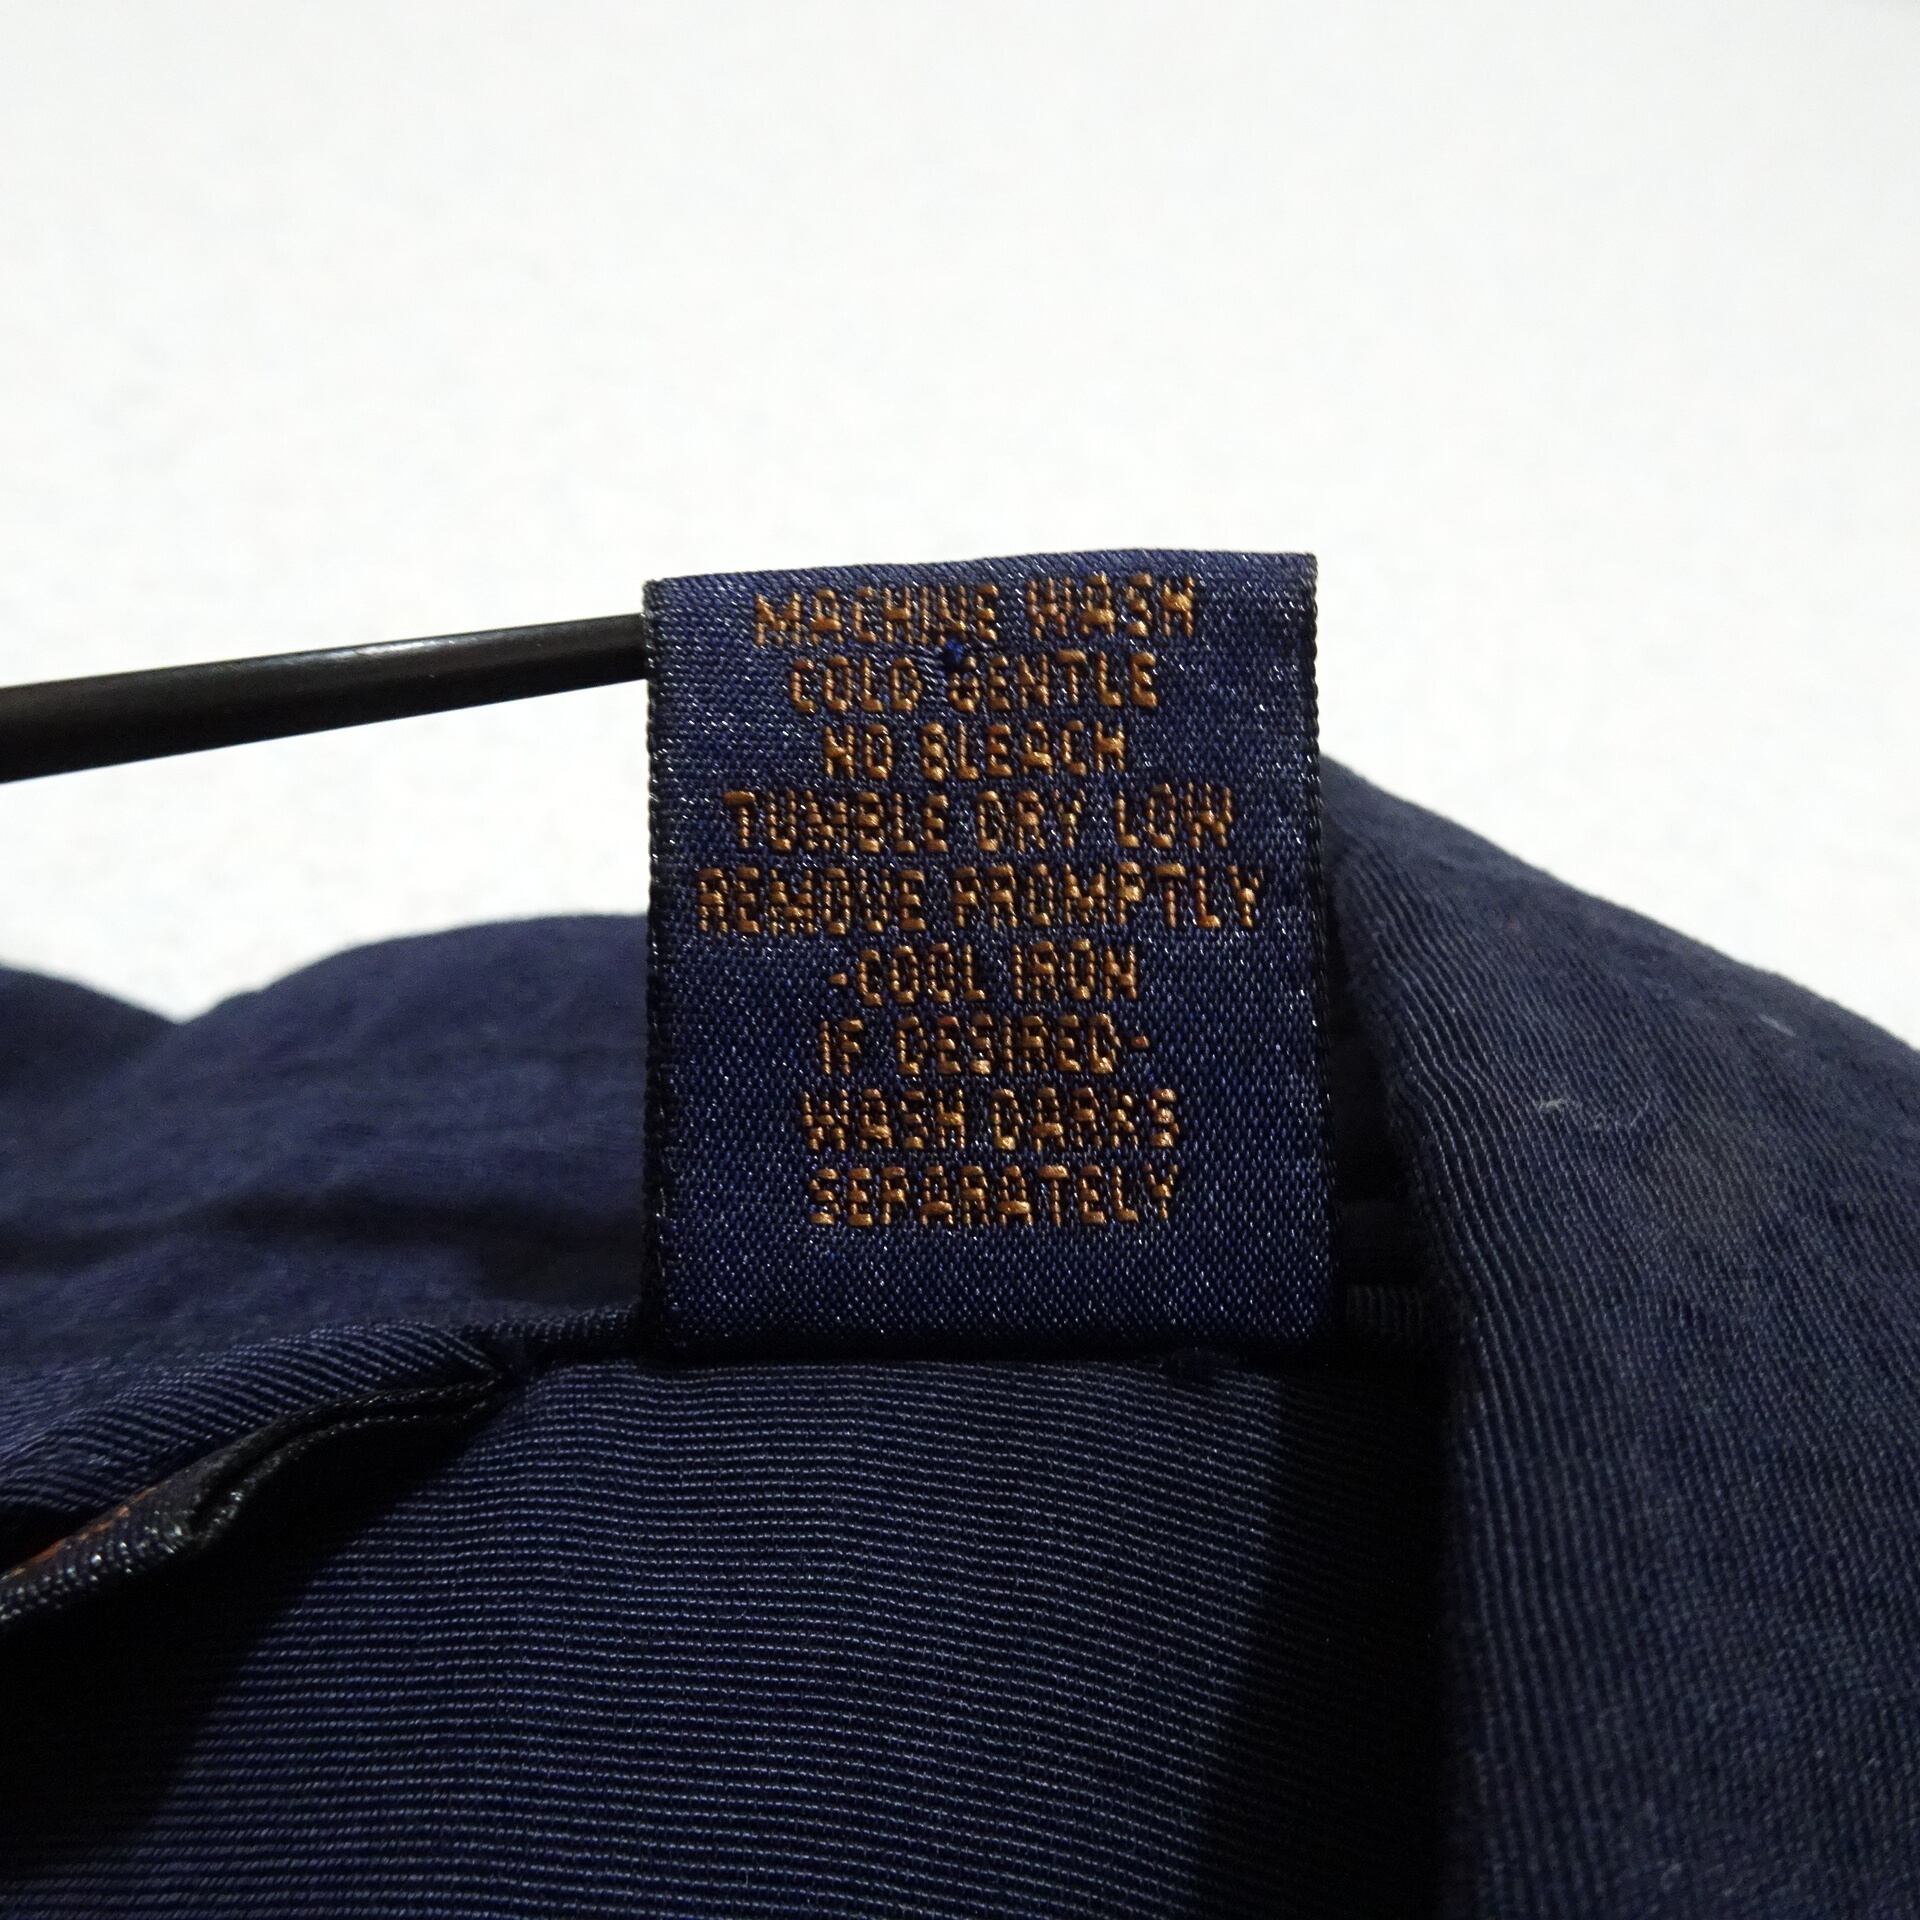 MACHINE WASH
COLD GENTLE
NO BLEACH
TUMBLE DRY LOW
REMOVE PROMPTLY
-COOL IRON
IF DESIRED-
WASH DARKS
SEPARATELY